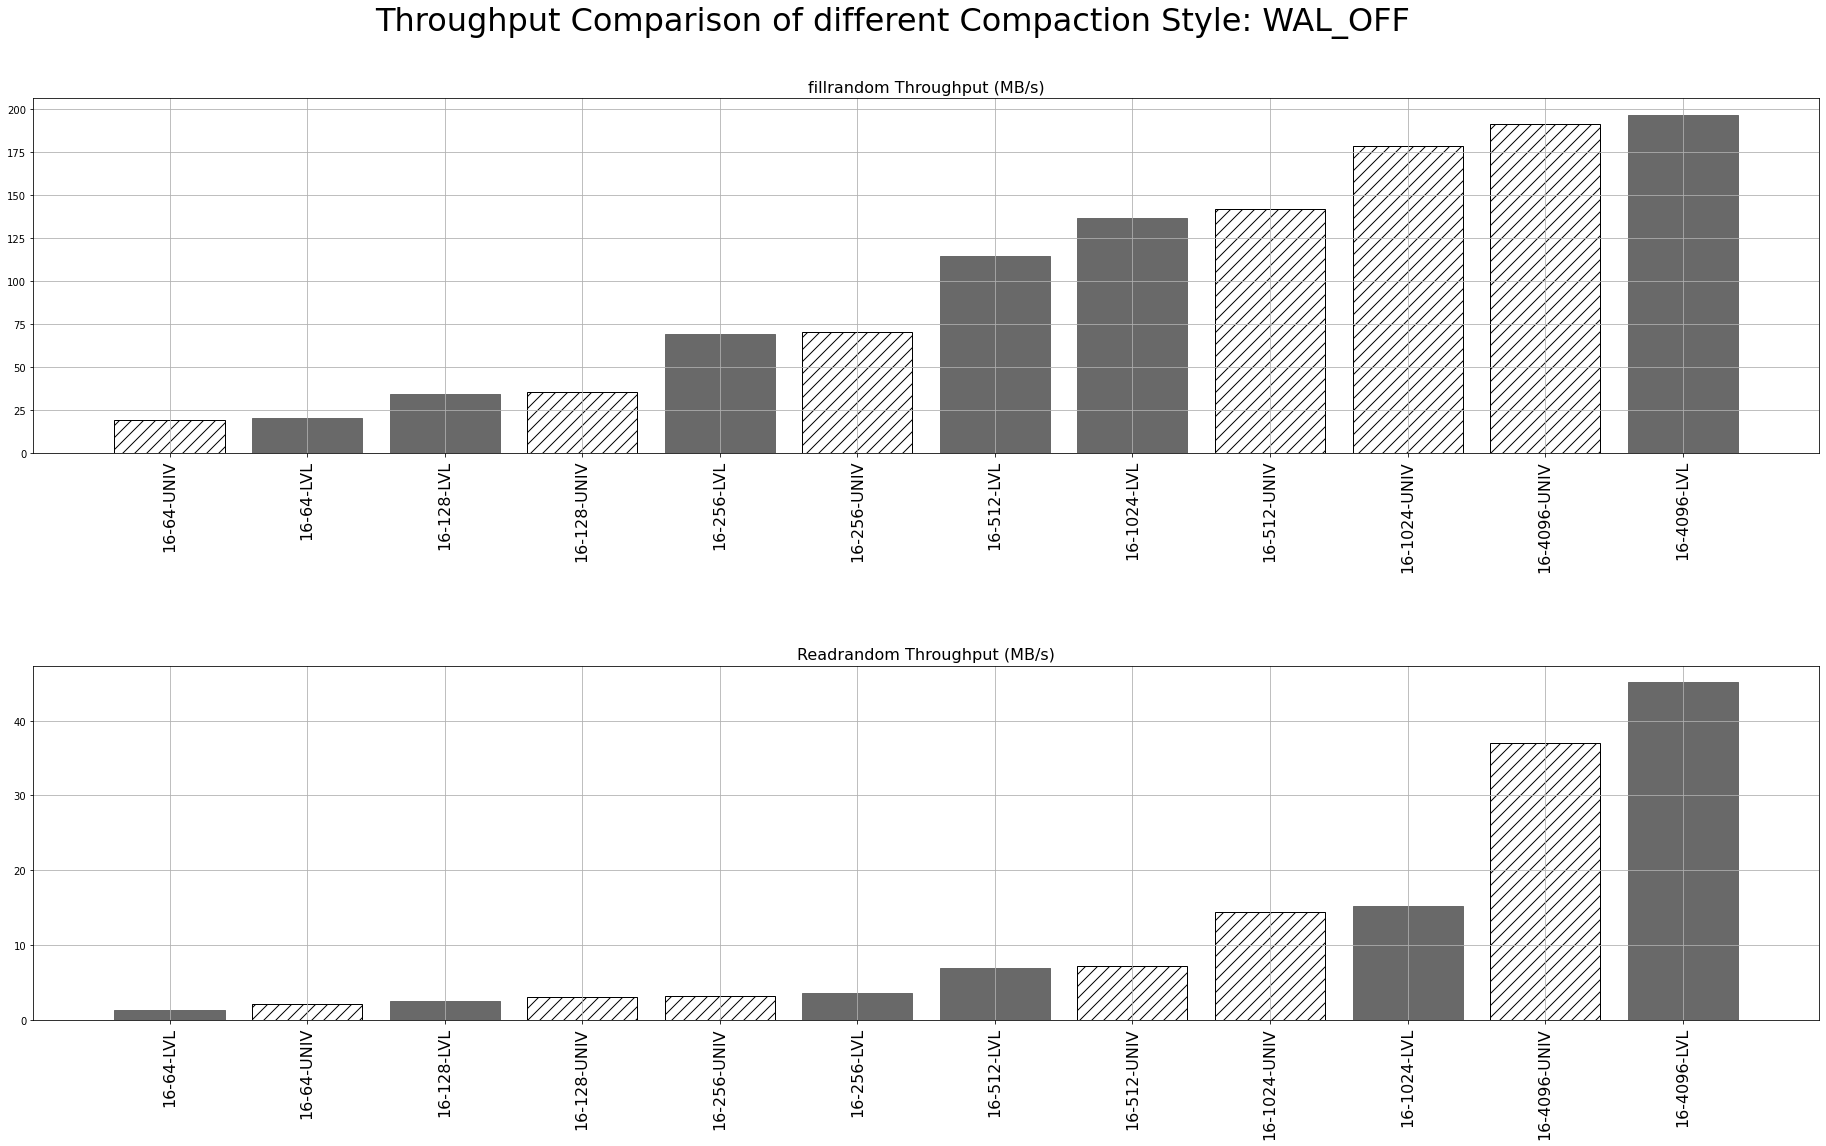 Throughput Comparison of different Compaction Style: WAL_OFF
fillrandom Throughput (MB/s)
200
175
150
125
100
75
50
25
0
16-64-UNIV
16-64-LVL
16-128-LVL
16-128-UNIV
16-256-LVL
16-256-UNIV
16-512-LVL
16-1024-LVL
16-512-UNIV
16-1024-UNIV
16-4096-UNIV
16-4096-LVL
Readrandom Throughput (MB/s)
40
30
20
10
0
16-64-LVL
16-64-UNIV
16-128-LVL
16-128-UNIV
16-256-UNIV
16-256-LVL
16-512-LVL
16-512-UNIV
16-1024-UNIV
16-1024-LVL
16-4096-UNIV
16-4096-LVL